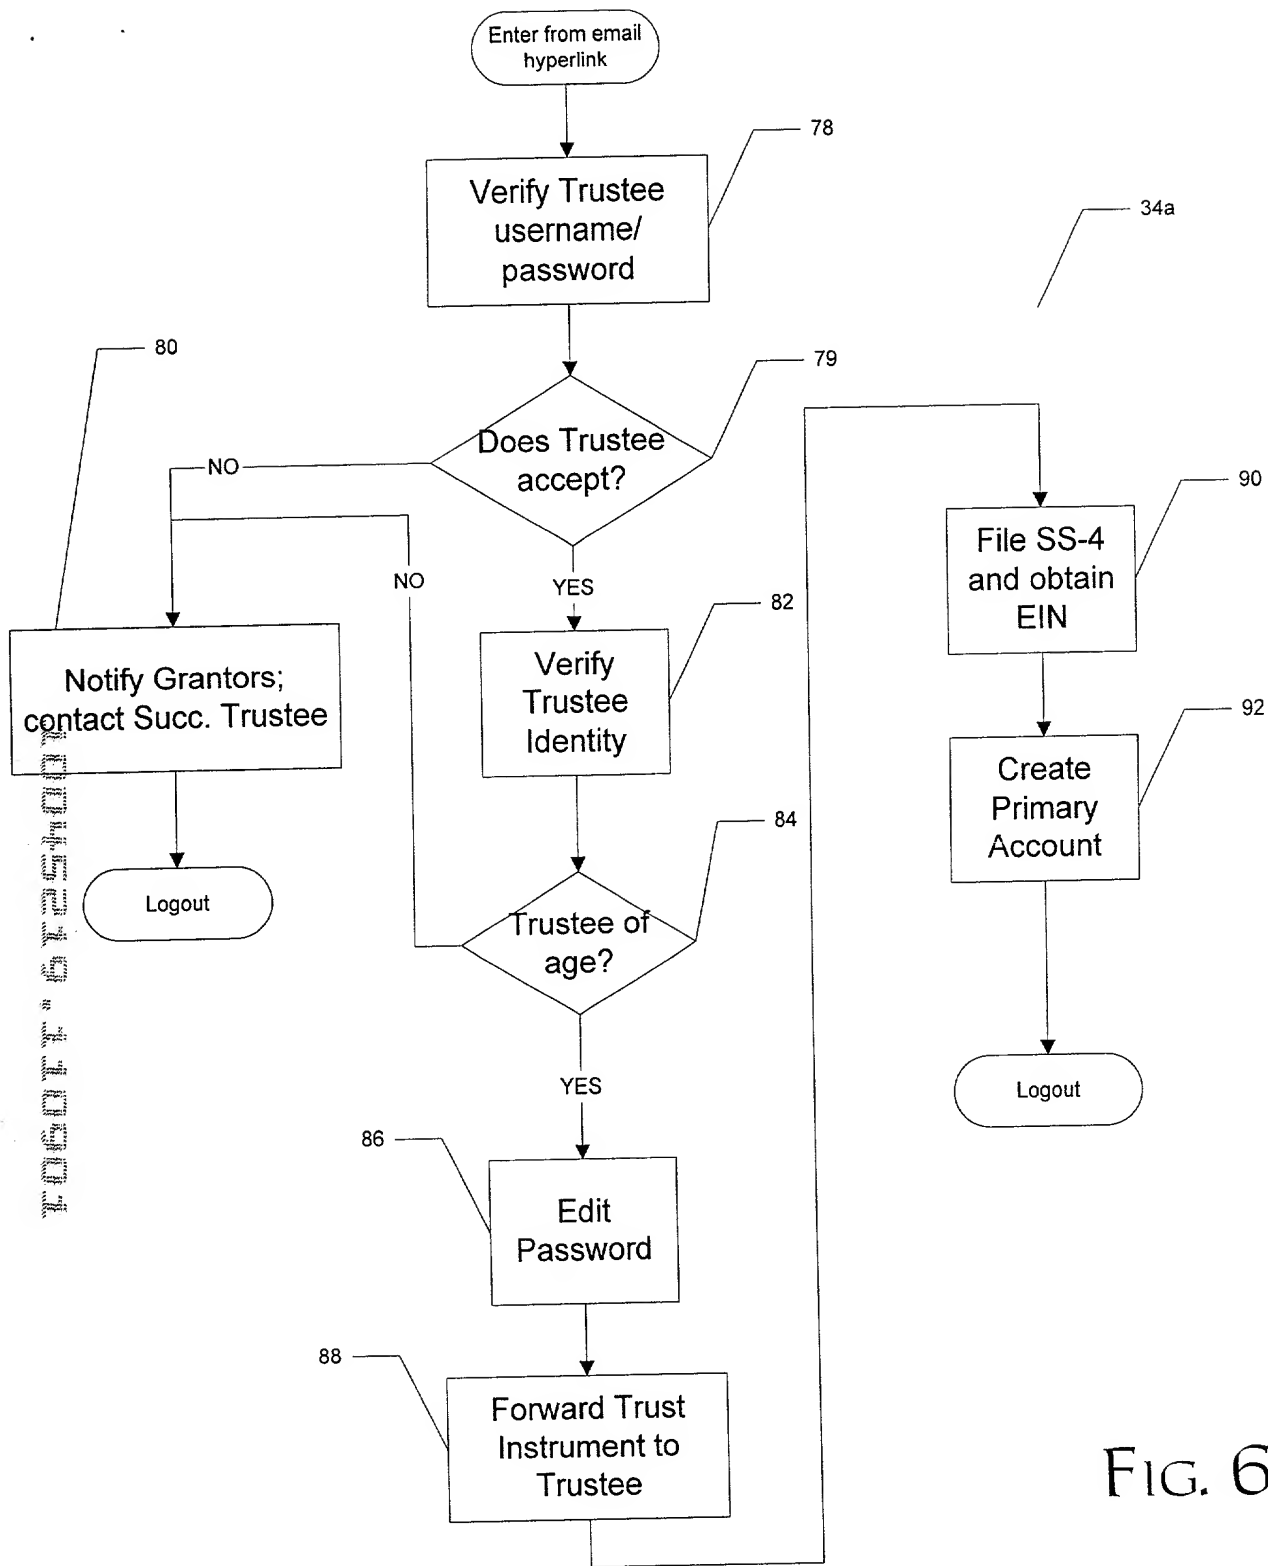 Enter from email
hyperlink
78
Verify Trustee
username/
password
34a
80
79
Does Trustee
accept?
NO
90
File SS-4
and obtain
EIN
NO
YES
82
Notify Grantors;
contact Succ. Trustee
Verify
Trustee
Identity
92
Create
Primary
Account
84
Logout
Trustee of
age?
YES
Logout
86
Edit
Password
88
Forward Trust
Instrument to
Trustee
FIG. 6